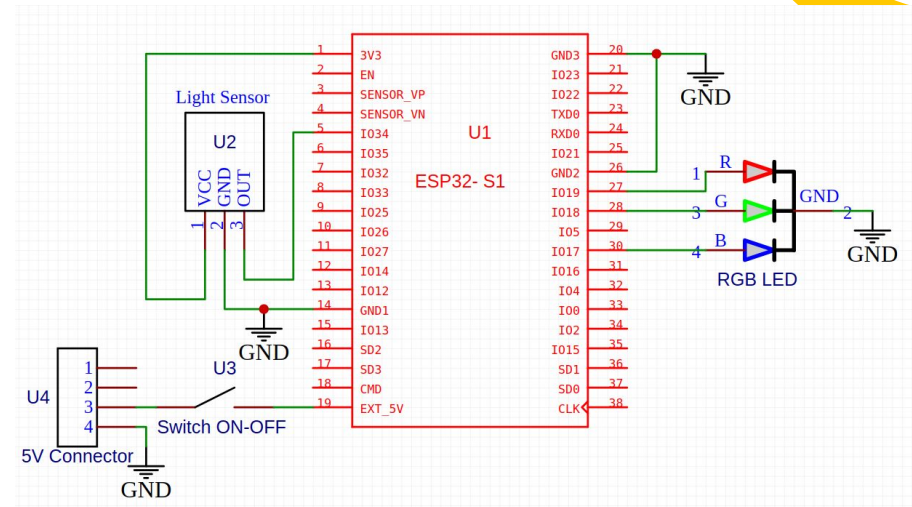 Light Sensor
U2
VCC
GND
OUT
1
2
3
U1
ESP32- S1
1 3V3
2 EN
3 SENSOR_VP
4 SENSOR_VN
5 IO34
6 IO35
7 IO32
8 IO33
9 IO25
10 IO26
11 IO27
12 IO14
13 IO12
14 GND1
15 IO13
16 SD2
17 SD3
18 CMD
19 EXT_5V
GND3 20
IO23 21
IO22 22
TXD0 23
RXD0 24
IO21 25
GND2 26
IO19 27
IO18 28
IO5 29
IO17 30
IO16 31
IO4 32
IO0 33
IO2 34
IO15 35
SD1 36
SD0 37
CLK 38
GND
1 R
3 G
4 B
GND
2
GND
RGB LED
GND
U3
Switch ON-OFF
U4
1
2
3
4
5V Connector
GND